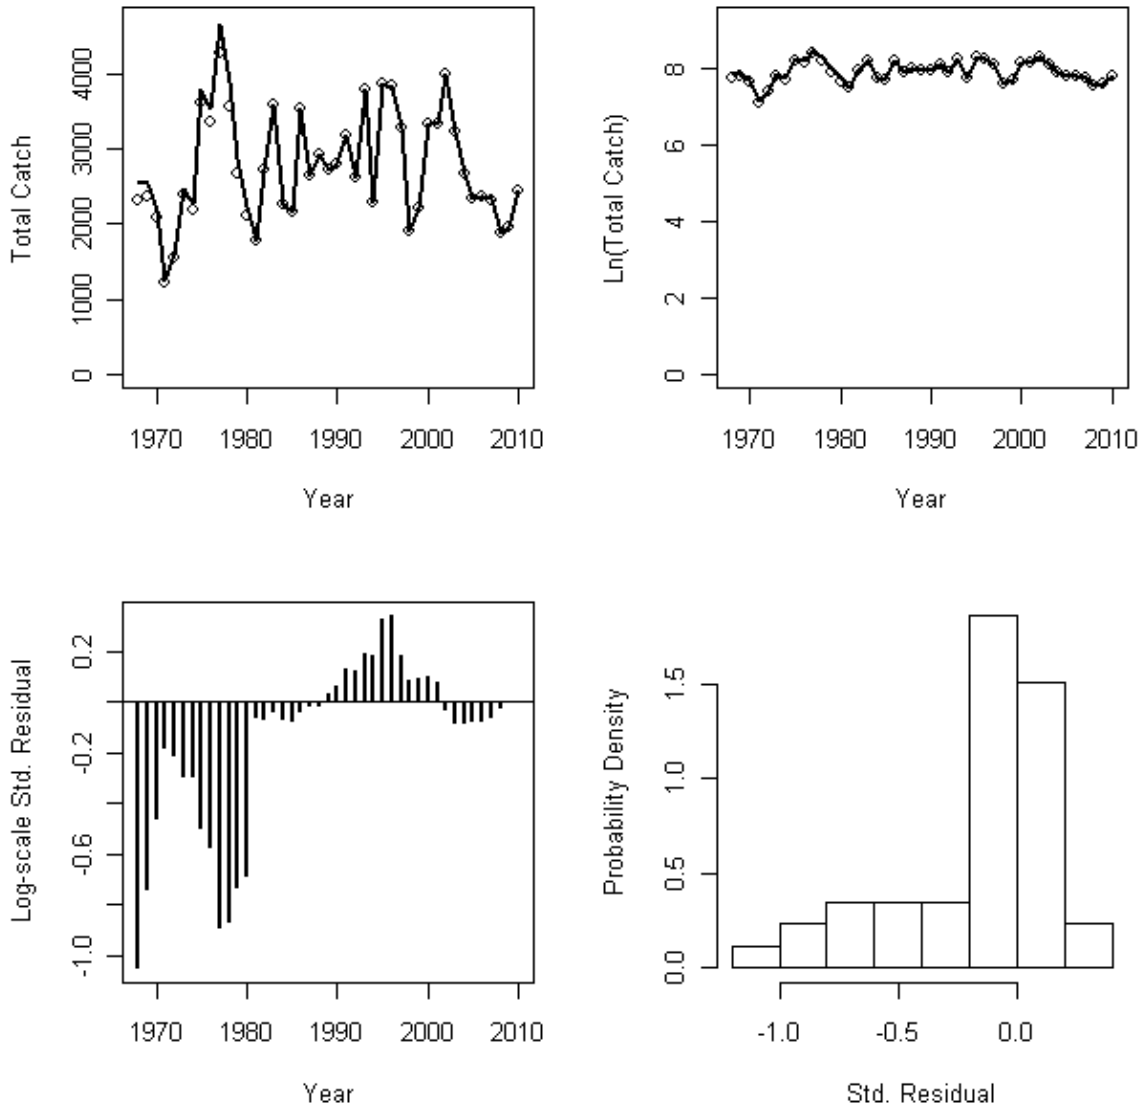 Total Catch
4000
3000
2000
1000
0
1970 1980 1990 2000 2010
Year
Ln(Total Catch)
8
6
4
2
0
1970 1980 1990 2000 2010
Year
Log-scale Std. Residual
0.2
-0.2
-0.6
-1.0
1970 1980 1990 2000 2010
Year
Probability Density
1.5
1.0
0.5
0.0
-1.0 -0.5 0.0
Std. Residual